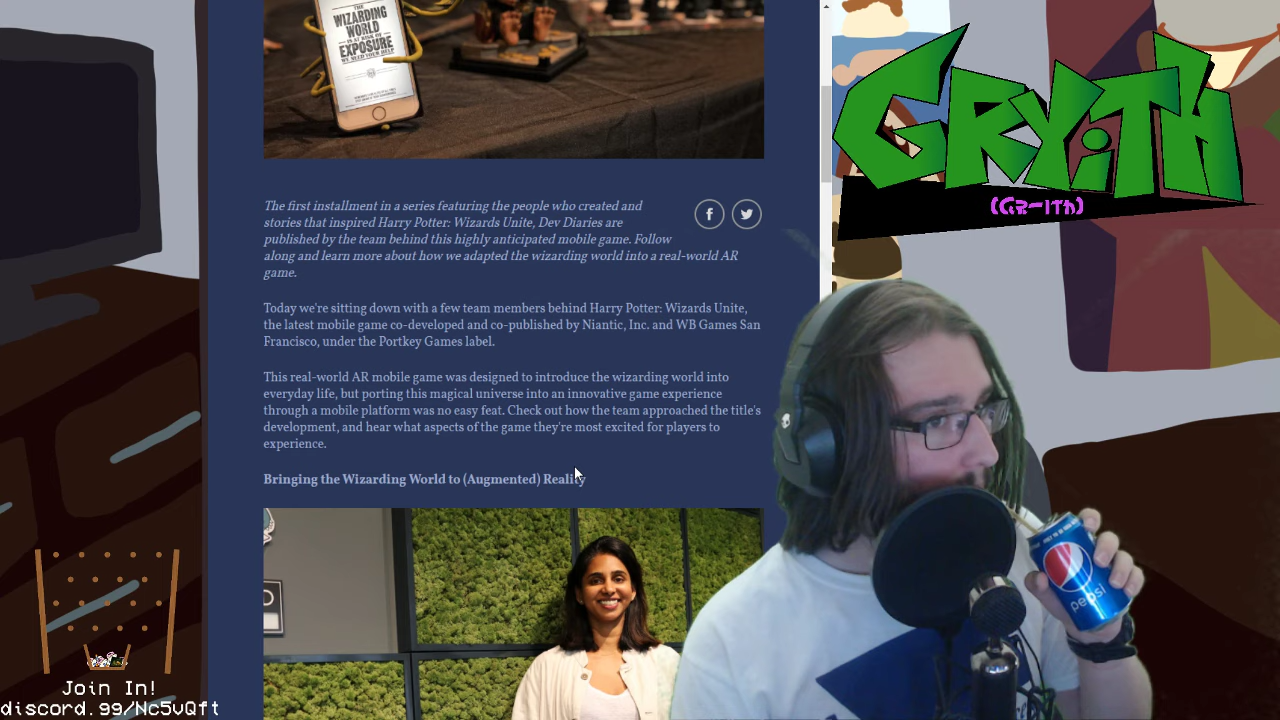 THE
WIZARDING
WORLD
IS AT RISK OF
EXPOSURE
WE NEED YOUR HELP
GRYiTH
(GR-ITH)
The first installment in a series featuring the people who created and
stories that inspired Harry Potter: Wizards Unite, Dev Diaries are
published by the team behind this highly anticipated mobile game. Follow
along and learn more about how we adapted the wizarding world into a real-world AR
game.
Today we're sitting down with a few team members behind Harry Potter: Wizards Unite,
the latest mobile game co-developed and co-published by Niantic, Inc. and WB Games San
Francisco, under the Portkey Games label.
This real-world AR mobile game was designed to introduce the wizarding world into
everyday life, but porting this magical universe into an innovative game experience
through a mobile platform was no easy feat. Check out how the team approached the title's
development, and hear what aspects of the game they're most excited for players to
experience.
Bringing the Wizarding World to (Augmented) Reality
pepsi
Join In!
discord.gg/Nc5vQft